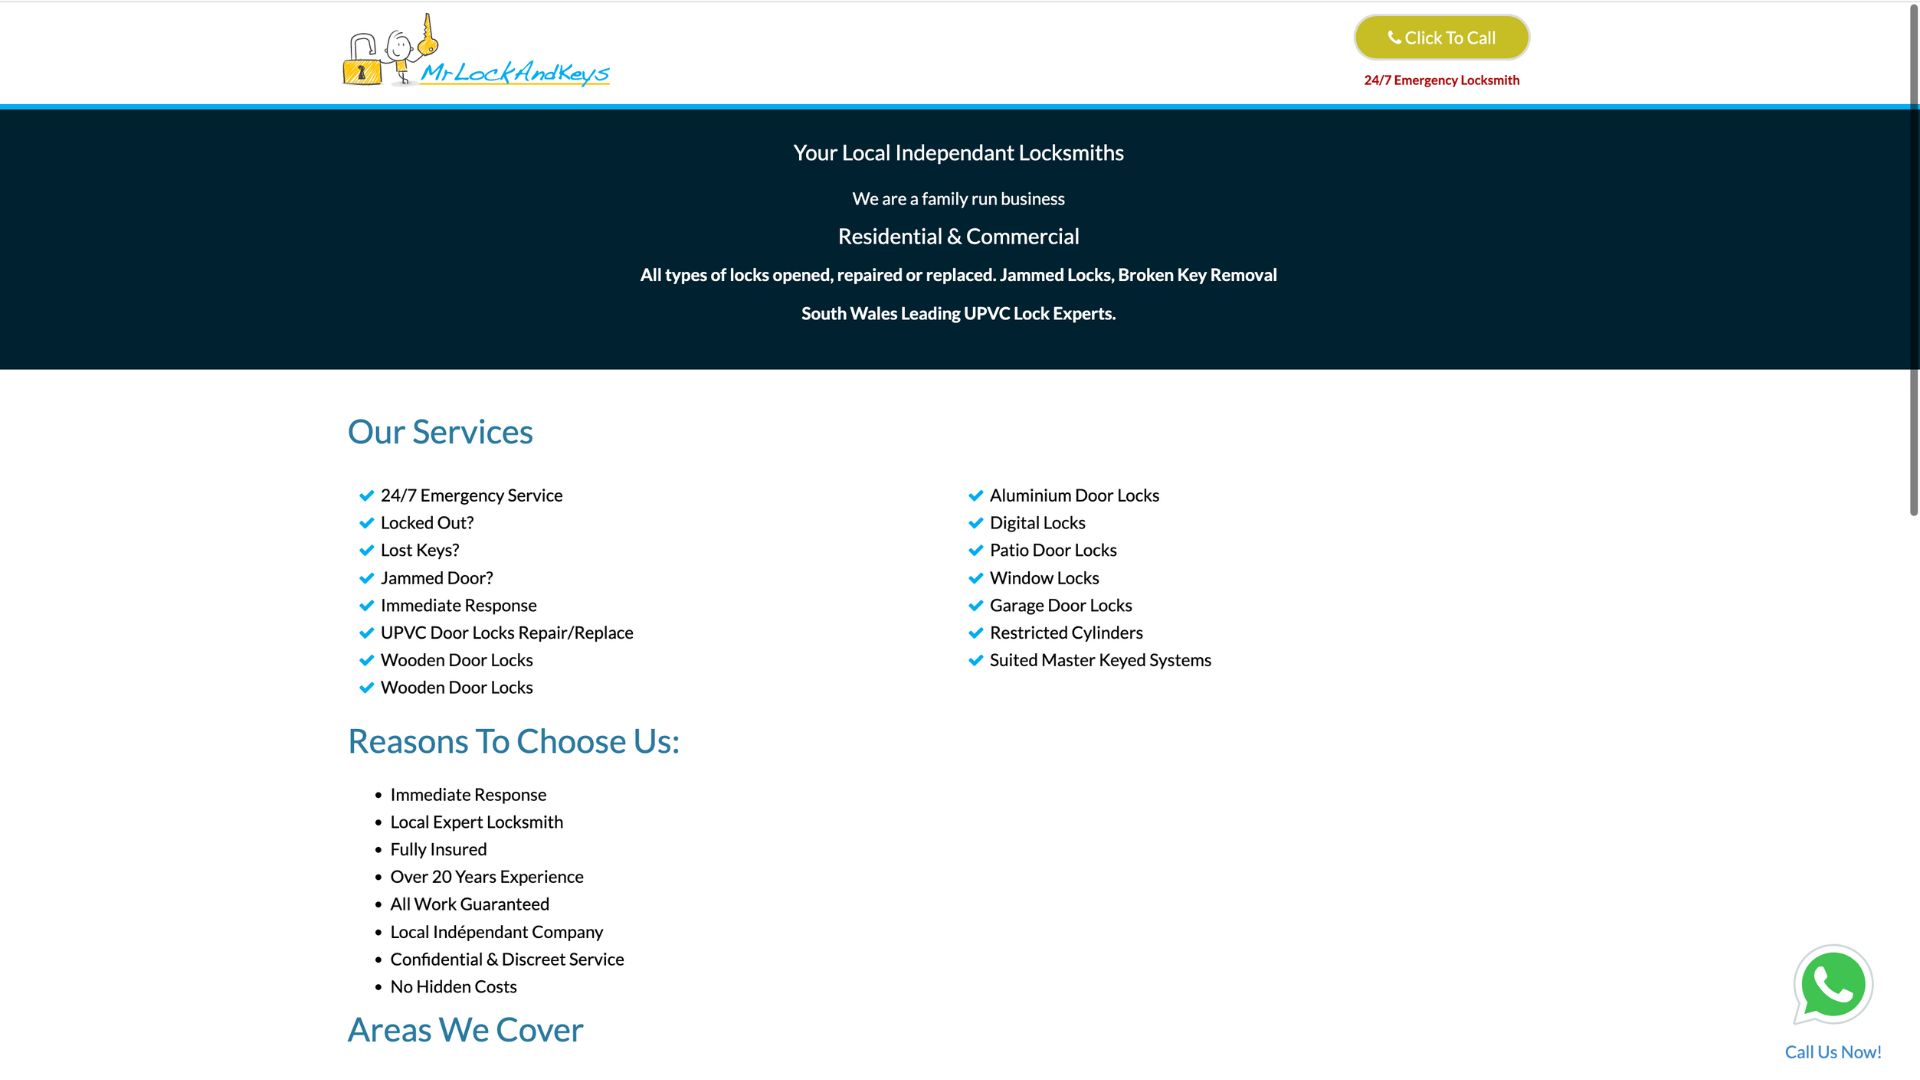 MrLockAndKeys
Click To Call
24/7 Emergency Locksmith
Your Local Independant Locksmiths
We are a family run business
Residential & Commercial
All types of locks opened, repaired or replaced. Jammed Locks, Broken Key Removal
South Wales Leading UPVC Lock Experts.
Our Services
24/7 Emergency Service
Locked Out?
Lost Keys?
Jammed Door?
Immediate Response
UPVC Door Locks Repair/Replace
Wooden Door Locks
Wooden Door Locks
Aluminium Door Locks
Digital Locks
Patio Door Locks
Window Locks
Garage Door Locks
Restricted Cylinders
Suited Master Keyed Systems
Reasons To Choose Us:
Immediate Response
Local Expert Locksmith
Fully Insured
Over 20 Years Experience
All Work Guaranteed
Local Indépendant Company
Confidential & Discreet Service
No Hidden Costs
Areas We Cover
Call Us Now!